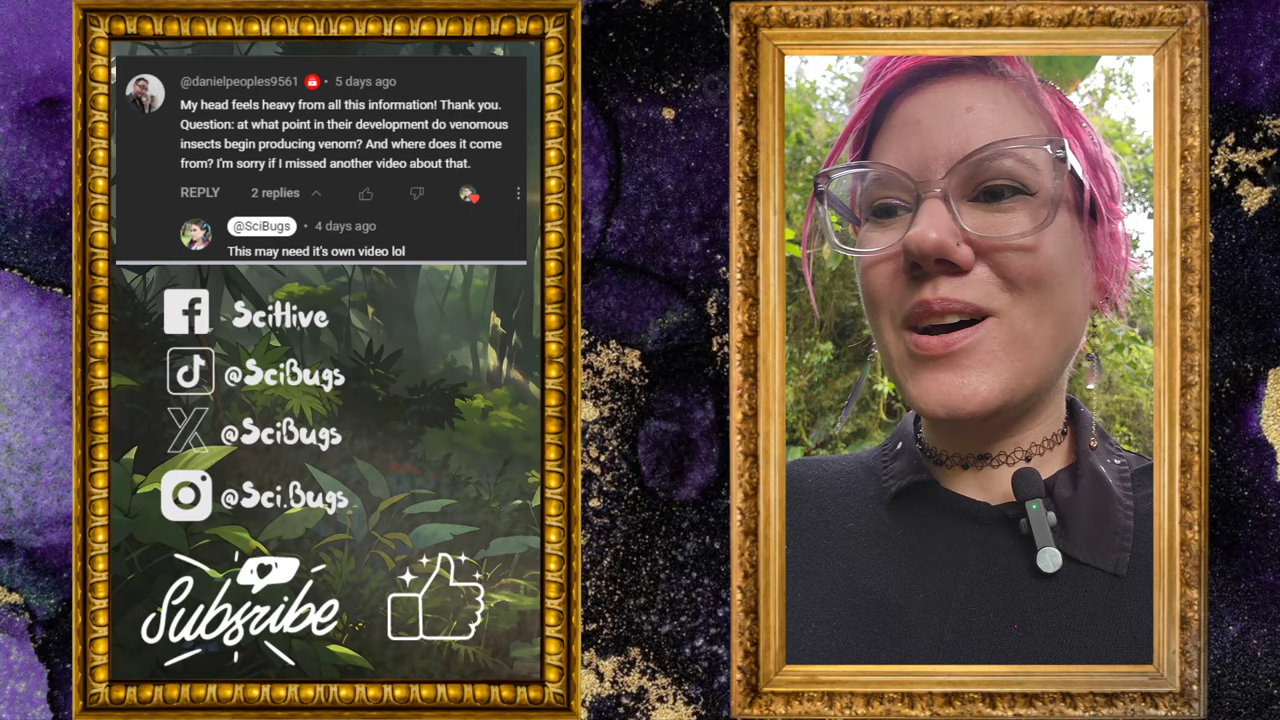 @danielpeoples9561 • 5 days ago
My head feels heavy from all this information! Thank you.
Question: at what point in their development do venomous
insects begin producing venom? And where does it come
from? I'm sorry if I missed another video about that.
REPLY 2 replies
@SciBugs • 4 days ago
This may need it's own video lol
SciHive
@SciBugs
@SciBugs
@Sci.Bugs
Subsribe